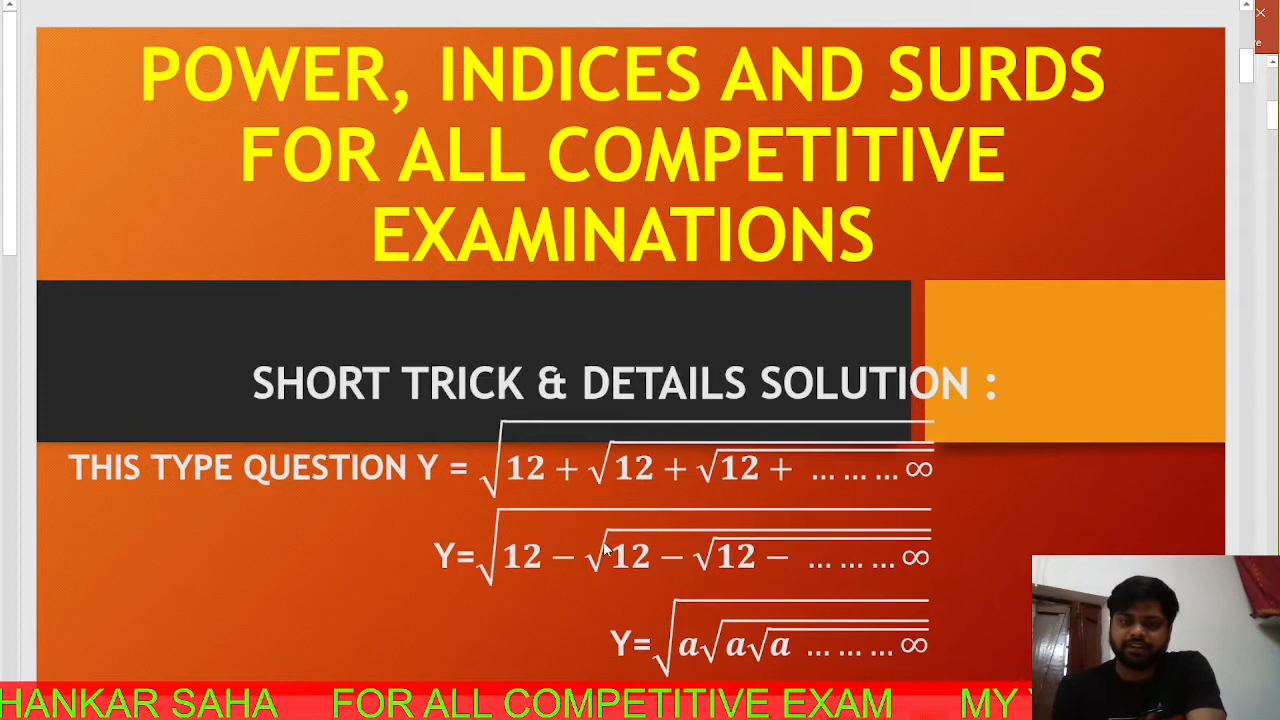 POWER, INDICES AND SURDS
FOR ALL COMPETITIVE
EXAMINATIONS
SHORT TRICK & DETAILS SOLUTION :
THIS TYPE QUESTION Y = √12 + √12 + √12 + ... ... ... ∞
Y=√12 − √12 − √12 − ... ... ... ∞
Y=√a√a√a ... ... ... ∞
HANKAR SAHA FOR ALL COMPETITIVE EXAM MY